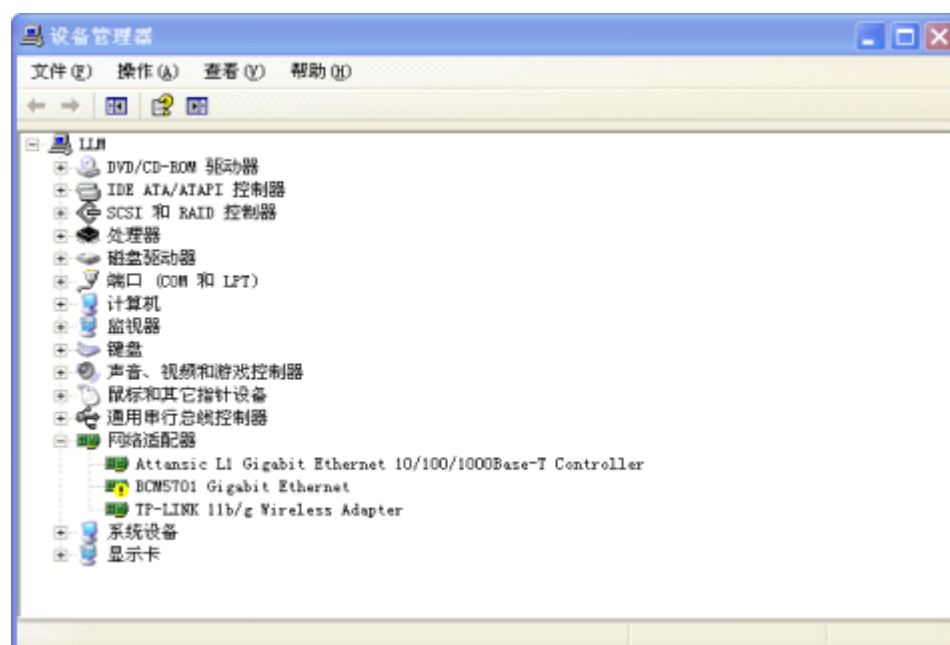 设备管理器
文件(F) 操作(A) 查看(V) 帮助(H)
LLM
DVD/CD-ROM 驱动器
IDE ATA/ATAPI 控制器
SCSI 和 RAID 控制器
处理器
磁盘驱动器
端口 (COM 和 LPT)
计算机
监视器
键盘
声音、视频和游戏控制器
鼠标和其它指针设备
通用串行总线控制器
网络适配器
Attansic L1 Gigabit Ethernet 10/100/1000Base-T Controller
BCM5701 Gigabit Ethernet
TP-LINK 11b/g Wireless Adapter
系统设备
显示卡